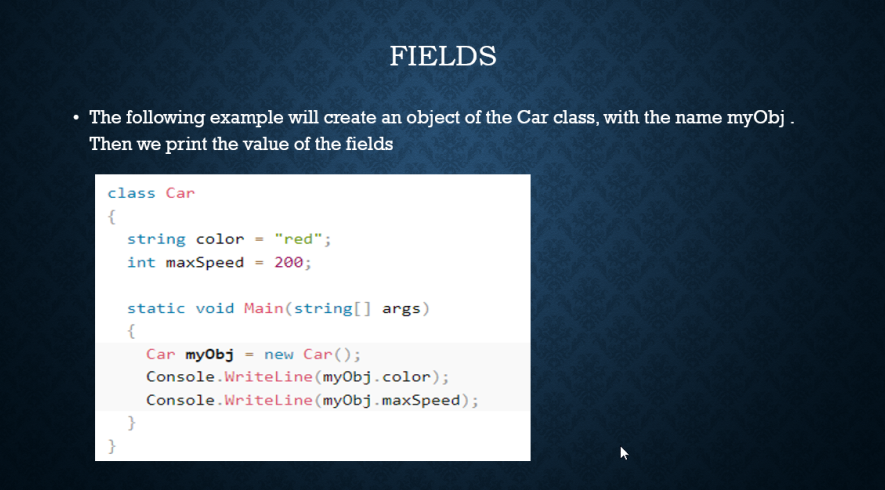 FIELDS
• The following example will create an object of the Car class, with the name myObj .
Then we print the value of the fields
class Car
{
  string color = "red";
  int maxSpeed = 200;

  static void Main(string[] args)
  {
    Car myObj = new Car();
    Console.WriteLine(myObj.color);
    Console.WriteLine(myObj.maxSpeed);
  }
}